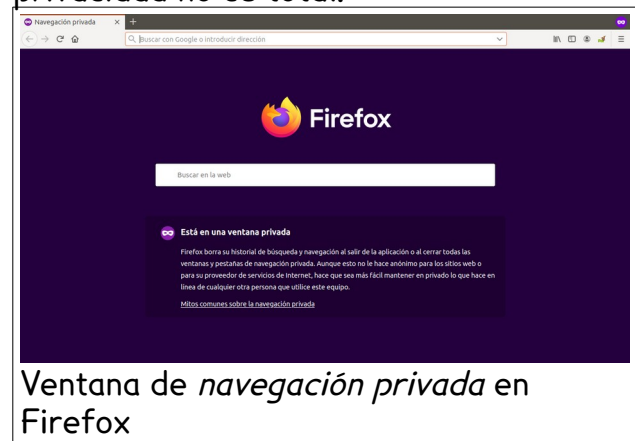 privacidad no es total.
Navegación privada
Buscar con Google o introducir dirección
Firefox
Buscar en la web
Está en una ventana privada
Firefox borra su historial de búsqueda y navegación al salir de la aplicación o al cerrar todas las
ventanas y pestañas de navegación privada. Aunque esto no le hace anónimo para los sitios web o
para su proveedor de servicios de Internet, hace que sea más fácil mantener en privado lo que hace en
línea de cualquier otra persona que utilice este equipo.
Mitos comunes sobre la navegación privada
Ventana de navegación privada en
Firefox